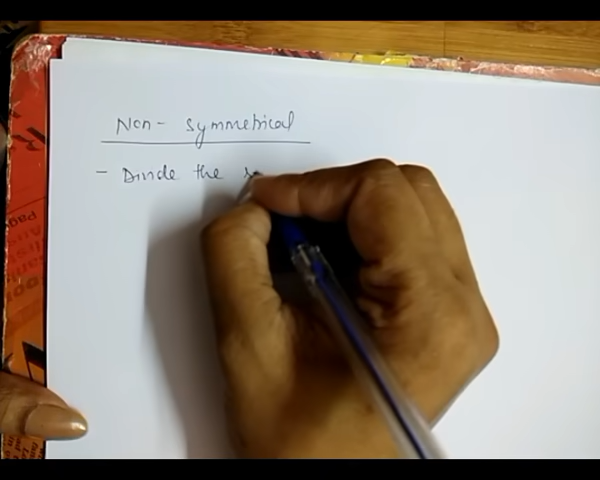 Non- Symmetrical
- Divide the